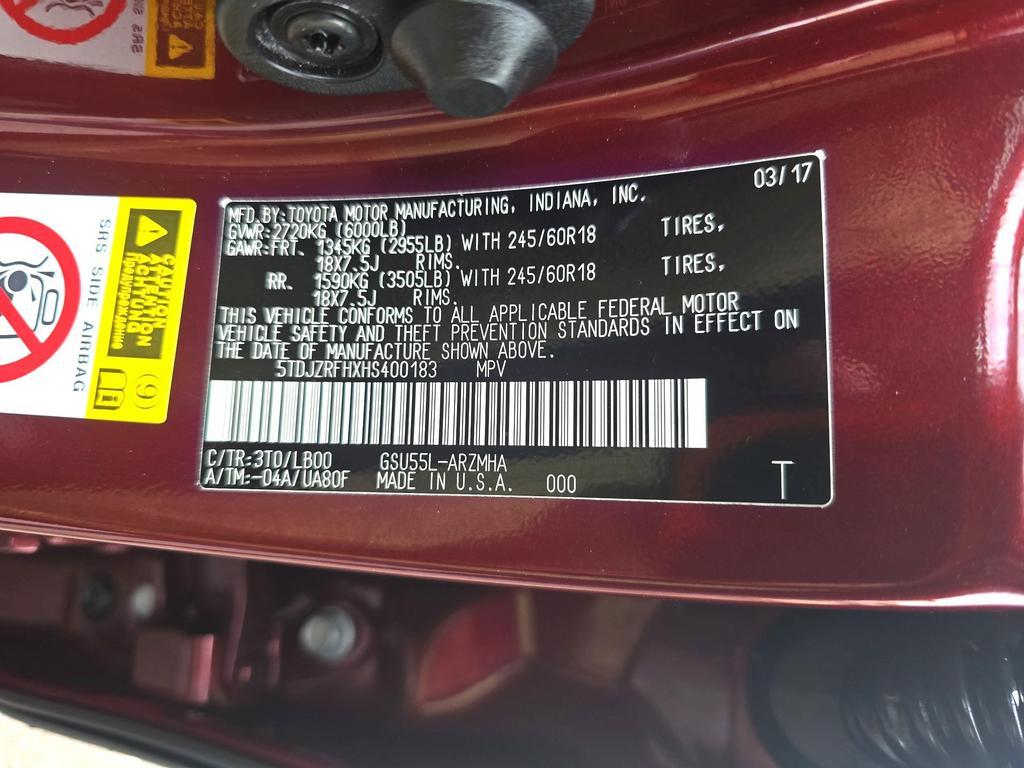 03/17
MFD.BY:TOYOTA MOTOR MANUFACTURING, INDIANA, INC.
GVWR:2720KG (6000LB)
GAWR:FRT. 1345KG (2955LB) WITH 245/60R18 TIRES,
18X7.5J RIMS.
RR. 1590KG (3505LB) WITH 245/60R18 TIRES,
18X7.5J RIMS.
THIS VEHICLE CONFORMS TO ALL APPLICABLE FEDERAL MOTOR
VEHICLE SAFETY AND THEFT PREVENTION STANDARDS IN EFFECT ON
THE DATE OF MANUFACTURE SHOWN ABOVE.
5TDJZRFHXHS400183 MPV
C/TR:3T0/LB00 GSU55L-ARZMHA
A/TM:-04A/UA80F MADE IN U.S.A. 000
T
SRS SIDE AIRBAG
CAUTION
ATTENTION
ACHTUNG
9